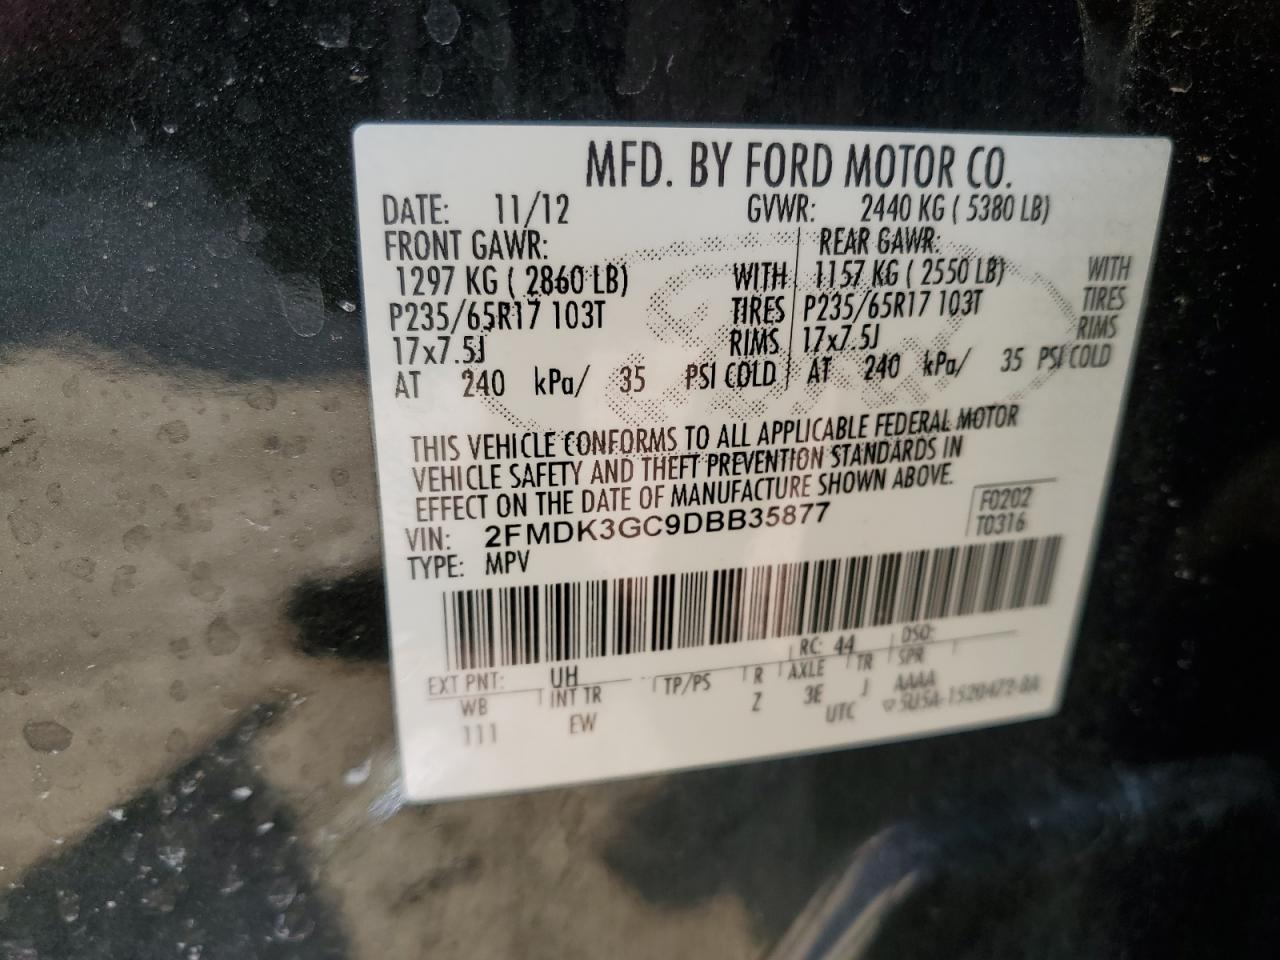 MFD. BY FORD MOTOR CO.
DATE: 11/12 GVWR: 2440 KG ( 5380 LB)
FRONT GAWR: REAR GAWR:
1297 KG ( 2860 LB) WITH 1157 KG ( 2550 LB) WITH
P235/65R17 103T TIRES P235/65R17 103T TIRES
17x7.5J RIMS 17x7.5J RIMS
AT 240 kPa/ 35 PSI COLD AT 240 kPa/ 35 PSI COLD
THIS VEHICLE CONFORMS TO ALL APPLICABLE FEDERAL MOTOR
VEHICLE SAFETY AND THEFT PREVENTION STANDARDS IN
EFFECT ON THE DATE OF MANUFACTURE SHOWN ABOVE.
VIN: 2FMDK3GC9DBB35877 F0202
TYPE: MPV T0316
EXT PNT: UH RC: 44 DSO:
WB INT TR TP/PS R AXLE TR SPR
111 EW Z 3E J AAAA
UTC ▽5U5A-1520472-AA